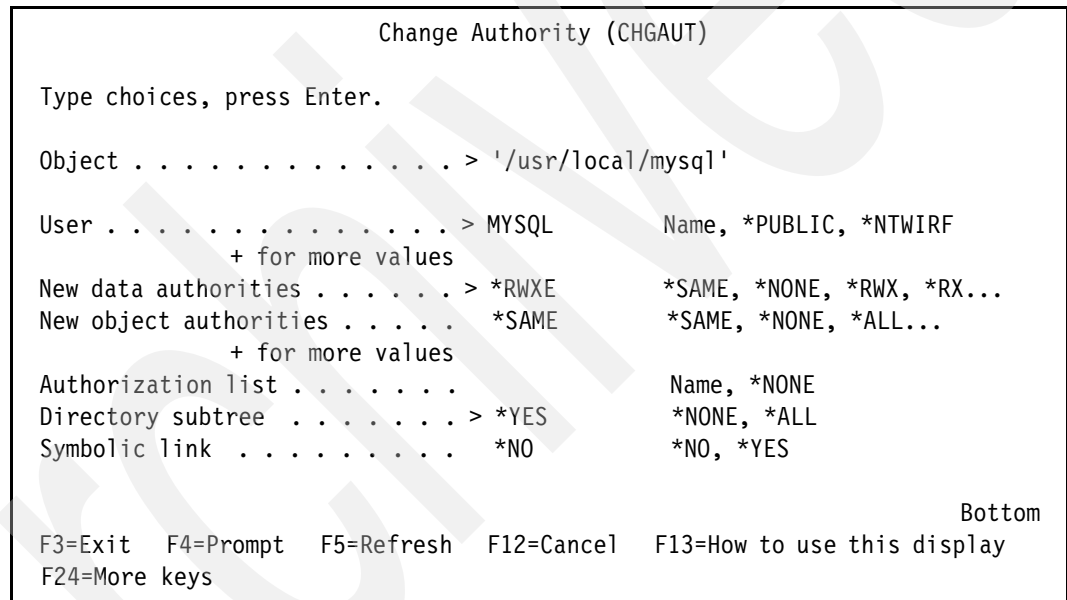 Change Authority (CHGAUT)
Type choices, press Enter.
Object . . . . . . . . . . . . . > '/usr/local/mysql'
User . . . . . . . . . . . . . . > MYSQL Name, *PUBLIC, *NTWIRF
+ for more values
New data authorities . . . . . . > *RWXE *SAME, *NONE, *RWX, *RX...
New object authorities . . . . . *SAME *SAME, *NONE, *ALL...
+ for more values
Authorization list . . . . . . . Name, *NONE
Directory subtree . . . . . . . > *YES *NONE, *ALL
Symbolic link . . . . . . . . . *NO *NO, *YES
Bottom
F3=Exit F4=Prompt F5=Refresh F12=Cancel F13=How to use this display
F24=More keys